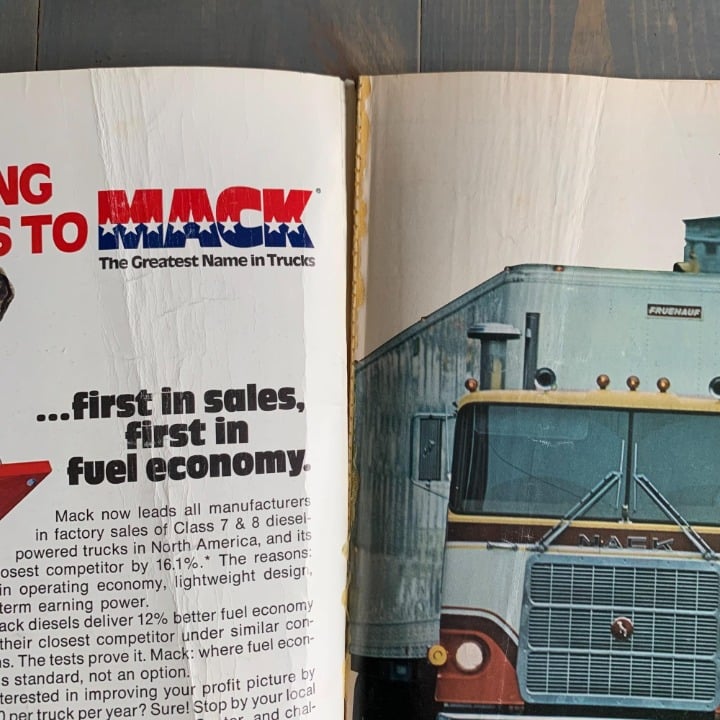 NG
S TO MACK®
The Greatest Name in Trucks
...first in sales,
first in
fuel economy.
Mack now leads all manufacturers
in factory sales of Class 7 & 8 diesel-
powered trucks in North America, and its
osest competitor by 16.1%.* The reasons:
in operating economy, lightweight design,
term earning power.
ack diesels deliver 12% better fuel economy
their closest competitor under similar con-
s. The tests prove it. Mack: where fuel econ-
s standard, not an option.
terested in improving your profit picture by
0 per truck per year? Sure! Stop by your local
and chal-
FRUEHAUF
MACK